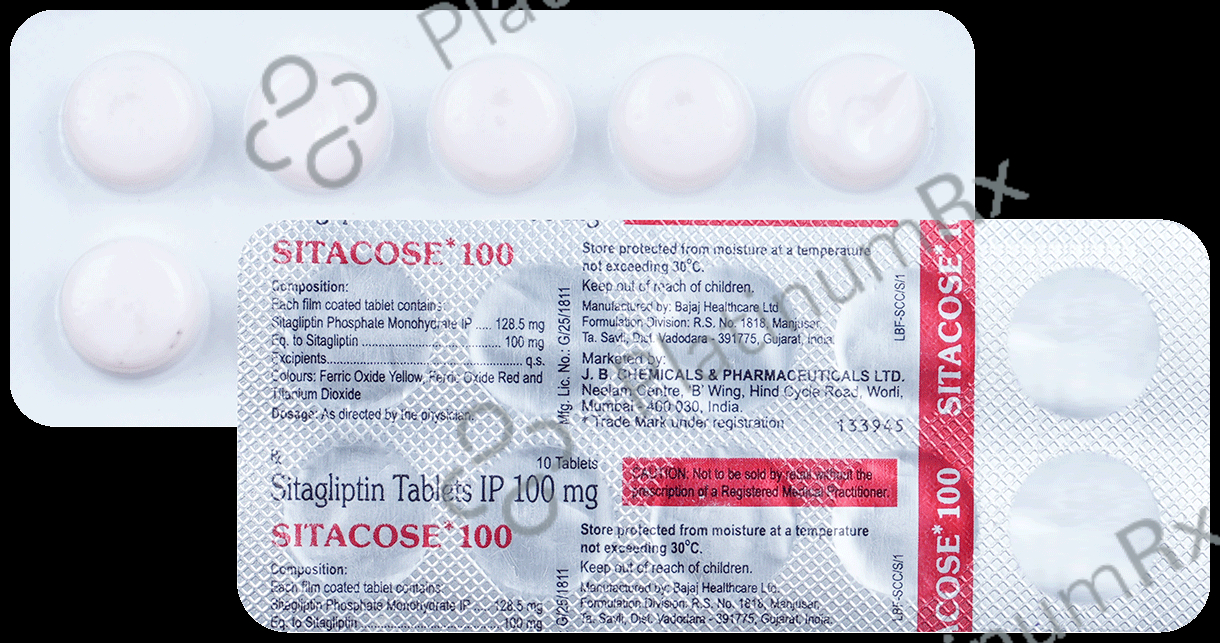 PlatinumRx
SITACOSE* 100
Composition:
Each film coated tablet contains:
Sitagliptin Phosphate Monohydrate IP ..... 128.5 mg
Eq. to Sitagliptin ............................................ 100 mg
Excipients.............................................................. q.s.
Colours: Ferric Oxide Yellow, Ferric Oxide Red and
Titanium Dioxide
Dosage: As directed by the physician.
Mfg. Lic. No.: G/25/1811
Store protected from moisture at a temperature
not exceeding 30°C.
Keep out of reach of children.
Manufactured by: Bajaj Healthcare Ltd
Formulation Division: R.S. No. 1818, Manjusar,
Ta. Savli, Dist. Vadodara - 391775, Gujarat, India.
Marketed by:
J. B. CHEMICALS & PHARMACEUTICALS LTD.
Neelam Centre, 'B' Wing, Hind Cycle Road, Worli,
Mumbai - 400 030, India.
* Trade Mark under registration
133945
LBF-SCC/S/1
SITACOSE* 1
Rx
10 Tablets
Sitagliptin Tablets IP 100 mg
SITACOSE* 100
CAUTION: Not to be sold by retail without the
prescription of a Registered Medical Practitioner.
Composition:
Each film coated tablet contains:
Sitagliptin Phosphate Monohydrate IP ..... 128.5 mg
Eq. to Sitagliptin ............................................ 100 mg
G/25/1811
Store protected from moisture at a temperature
not exceeding 30°C.
Keep out of reach of children.
Manufactured by: Bajaj Healthcare Ltd.
Formulation Division: R.S. No. 1818, Manjusar,
Ta. Savli, Dist. Vadodara - 391775, Gujarat, India.
LBF-SCC/S/1
COSE* 100
PlatinumRx